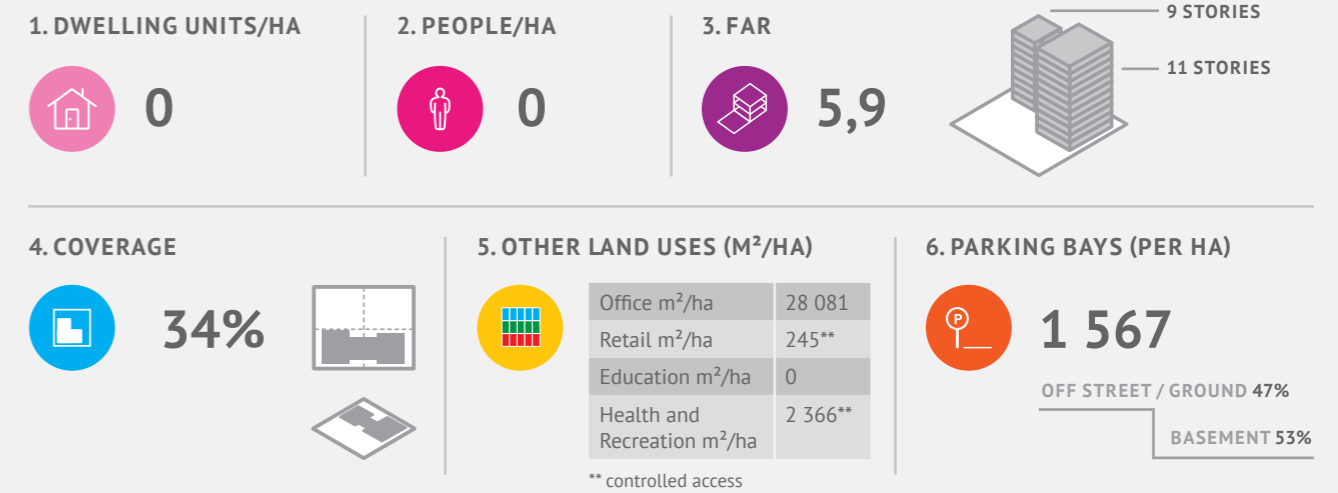 1. DWELLING UNITS/HA
0
2. PEOPLE/HA
0
3. FAR
5,9
9 STORIES
11 STORIES
4. COVERAGE
34%
5. OTHER LAND USES (M²/HA)
Office m²/ha 28 081
Retail m²/ha 245**
Education m²/ha 0
Health and 2 366**
Recreation m²/ha
** controlled access
6. PARKING BAYS (PER HA)
P
1 567
OFF STREET / GROUND 47%
BASEMENT 53%